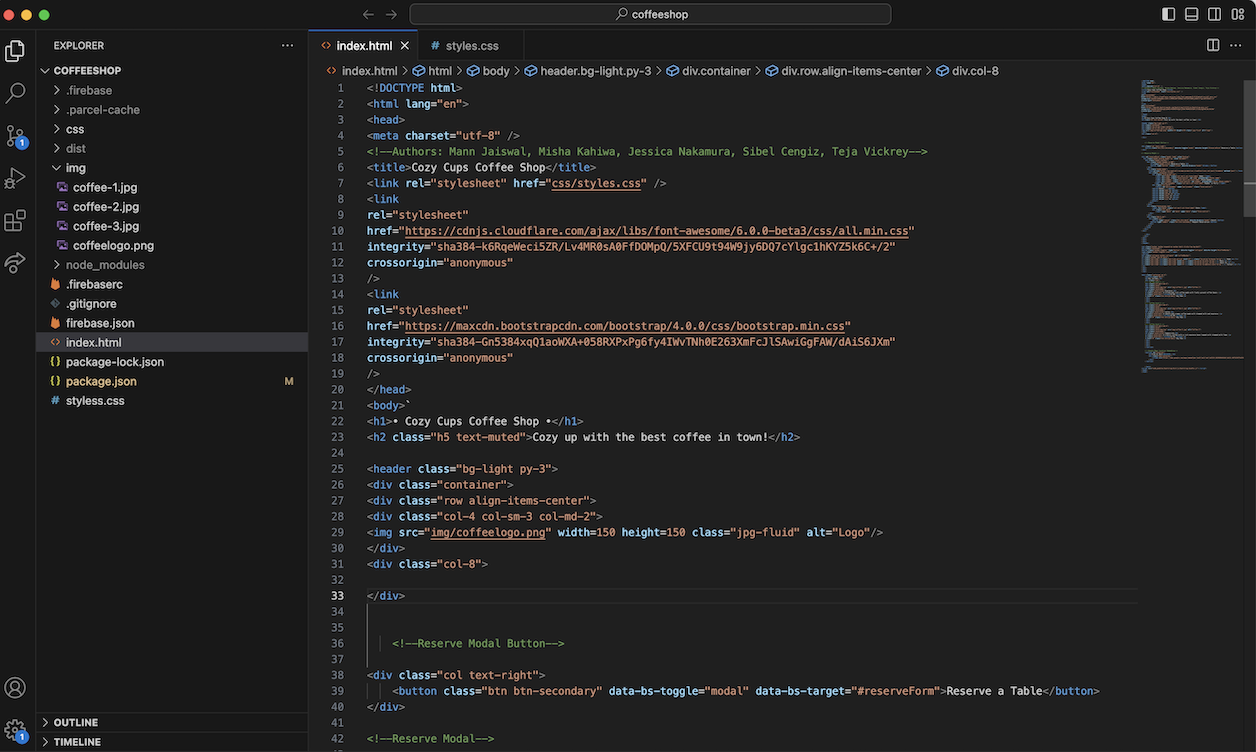 coffeeshop
EXPLORER
index.html
# styles.css
COFFEESHOP
index.html > html > body > header.bg-light.py-3 > div.container > div.row.align-items-center > div.col-8
.firebase
.parcel-cache
css
dist
img
coffee-1.jpg
coffee-2.jpg
coffee-3.jpg
coffeelogo.png
node_modules
.firebaserc
.gitignore
firebase.json
index.html
{} package-lock.json
{} package.json M
# styless.css
OUTLINE
TIMELINE
1
1
1 <!DOCTYPE html>
2 <html lang="en">
3 <head>
4 <meta charset="utf-8" />
5 <!--Authors: Mann Jaiswal, Misha Kahiwa, Jessica Nakamura, Sibel Cengiz, Teja Vickrey-->
6 <title>Cozy Cups Coffee Shop</title>
7 <link rel="stylesheet" href="css/styles.css" />
8 <link
9 rel="stylesheet"
10 href="https://cdnjs.cloudflare.com/ajax/libs/font-awesome/6.0.0-beta3/css/all.min.css"
11 integrity="sha384-k6RqeWeci5ZR/Lv4MR0sA0FfDOMpQ/5XFCU9t94W9jy6DQ7cYlgc1hKYZ5k6C+/2"
12 crossorigin="anonymous"
13 />
14 <link
15 rel="stylesheet"
16 href="https://maxcdn.bootstrapcdn.com/bootstrap/4.0.0/css/bootstrap.min.css"
17 integrity="sha384-Gn5384xqQ1aoWXA+058RXPxPg6fy4IWvTNh0E263XmFcJlSAwiGgFAW/dAiS6JXm"
18 crossorigin="anonymous"
19 />
20 </head>
21 <body>`
22 <h1>• Cozy Cups Coffee Shop •</h1>
23 <h2 class="h5 text-muted">Cozy up with the best coffee in town!</h2>
24
25 <header class="bg-light py-3">
26 <div class="container">
27 <div class="row align-items-center">
28 <div class="col-4 col-sm-3 col-md-2">
29 <img src="img/coffeelogo.png" width=150 height=150 class="jpg-fluid" alt="Logo"/>
30 </div>
31 <div class="col-8">
32
33 </div>
34
35
36 <!--Reserve Modal Button-->
37
38 <div class="col text-right">
39 <button class="btn btn-secondary" data-bs-toggle="modal" data-bs-target="#reserveForm">Reserve a Table</button>
40 </div>
41
42 <!--Reserve Modal-->